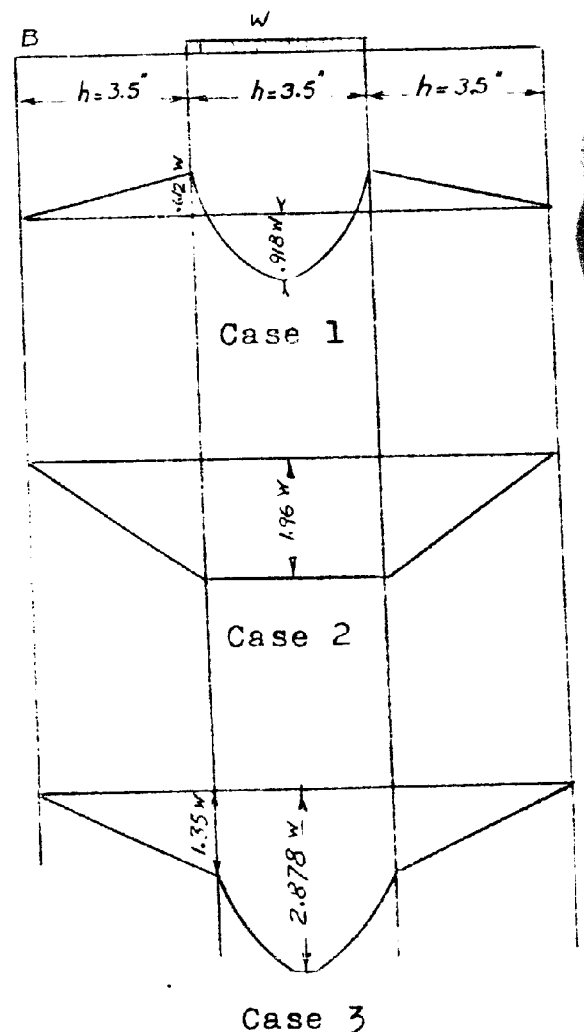 W
B
h=3.5" h=3.5" h=3.5"
.612 W
.918 W
Case 1
1.96 W
Case 2
1.35 W
2.878 W
Case 3